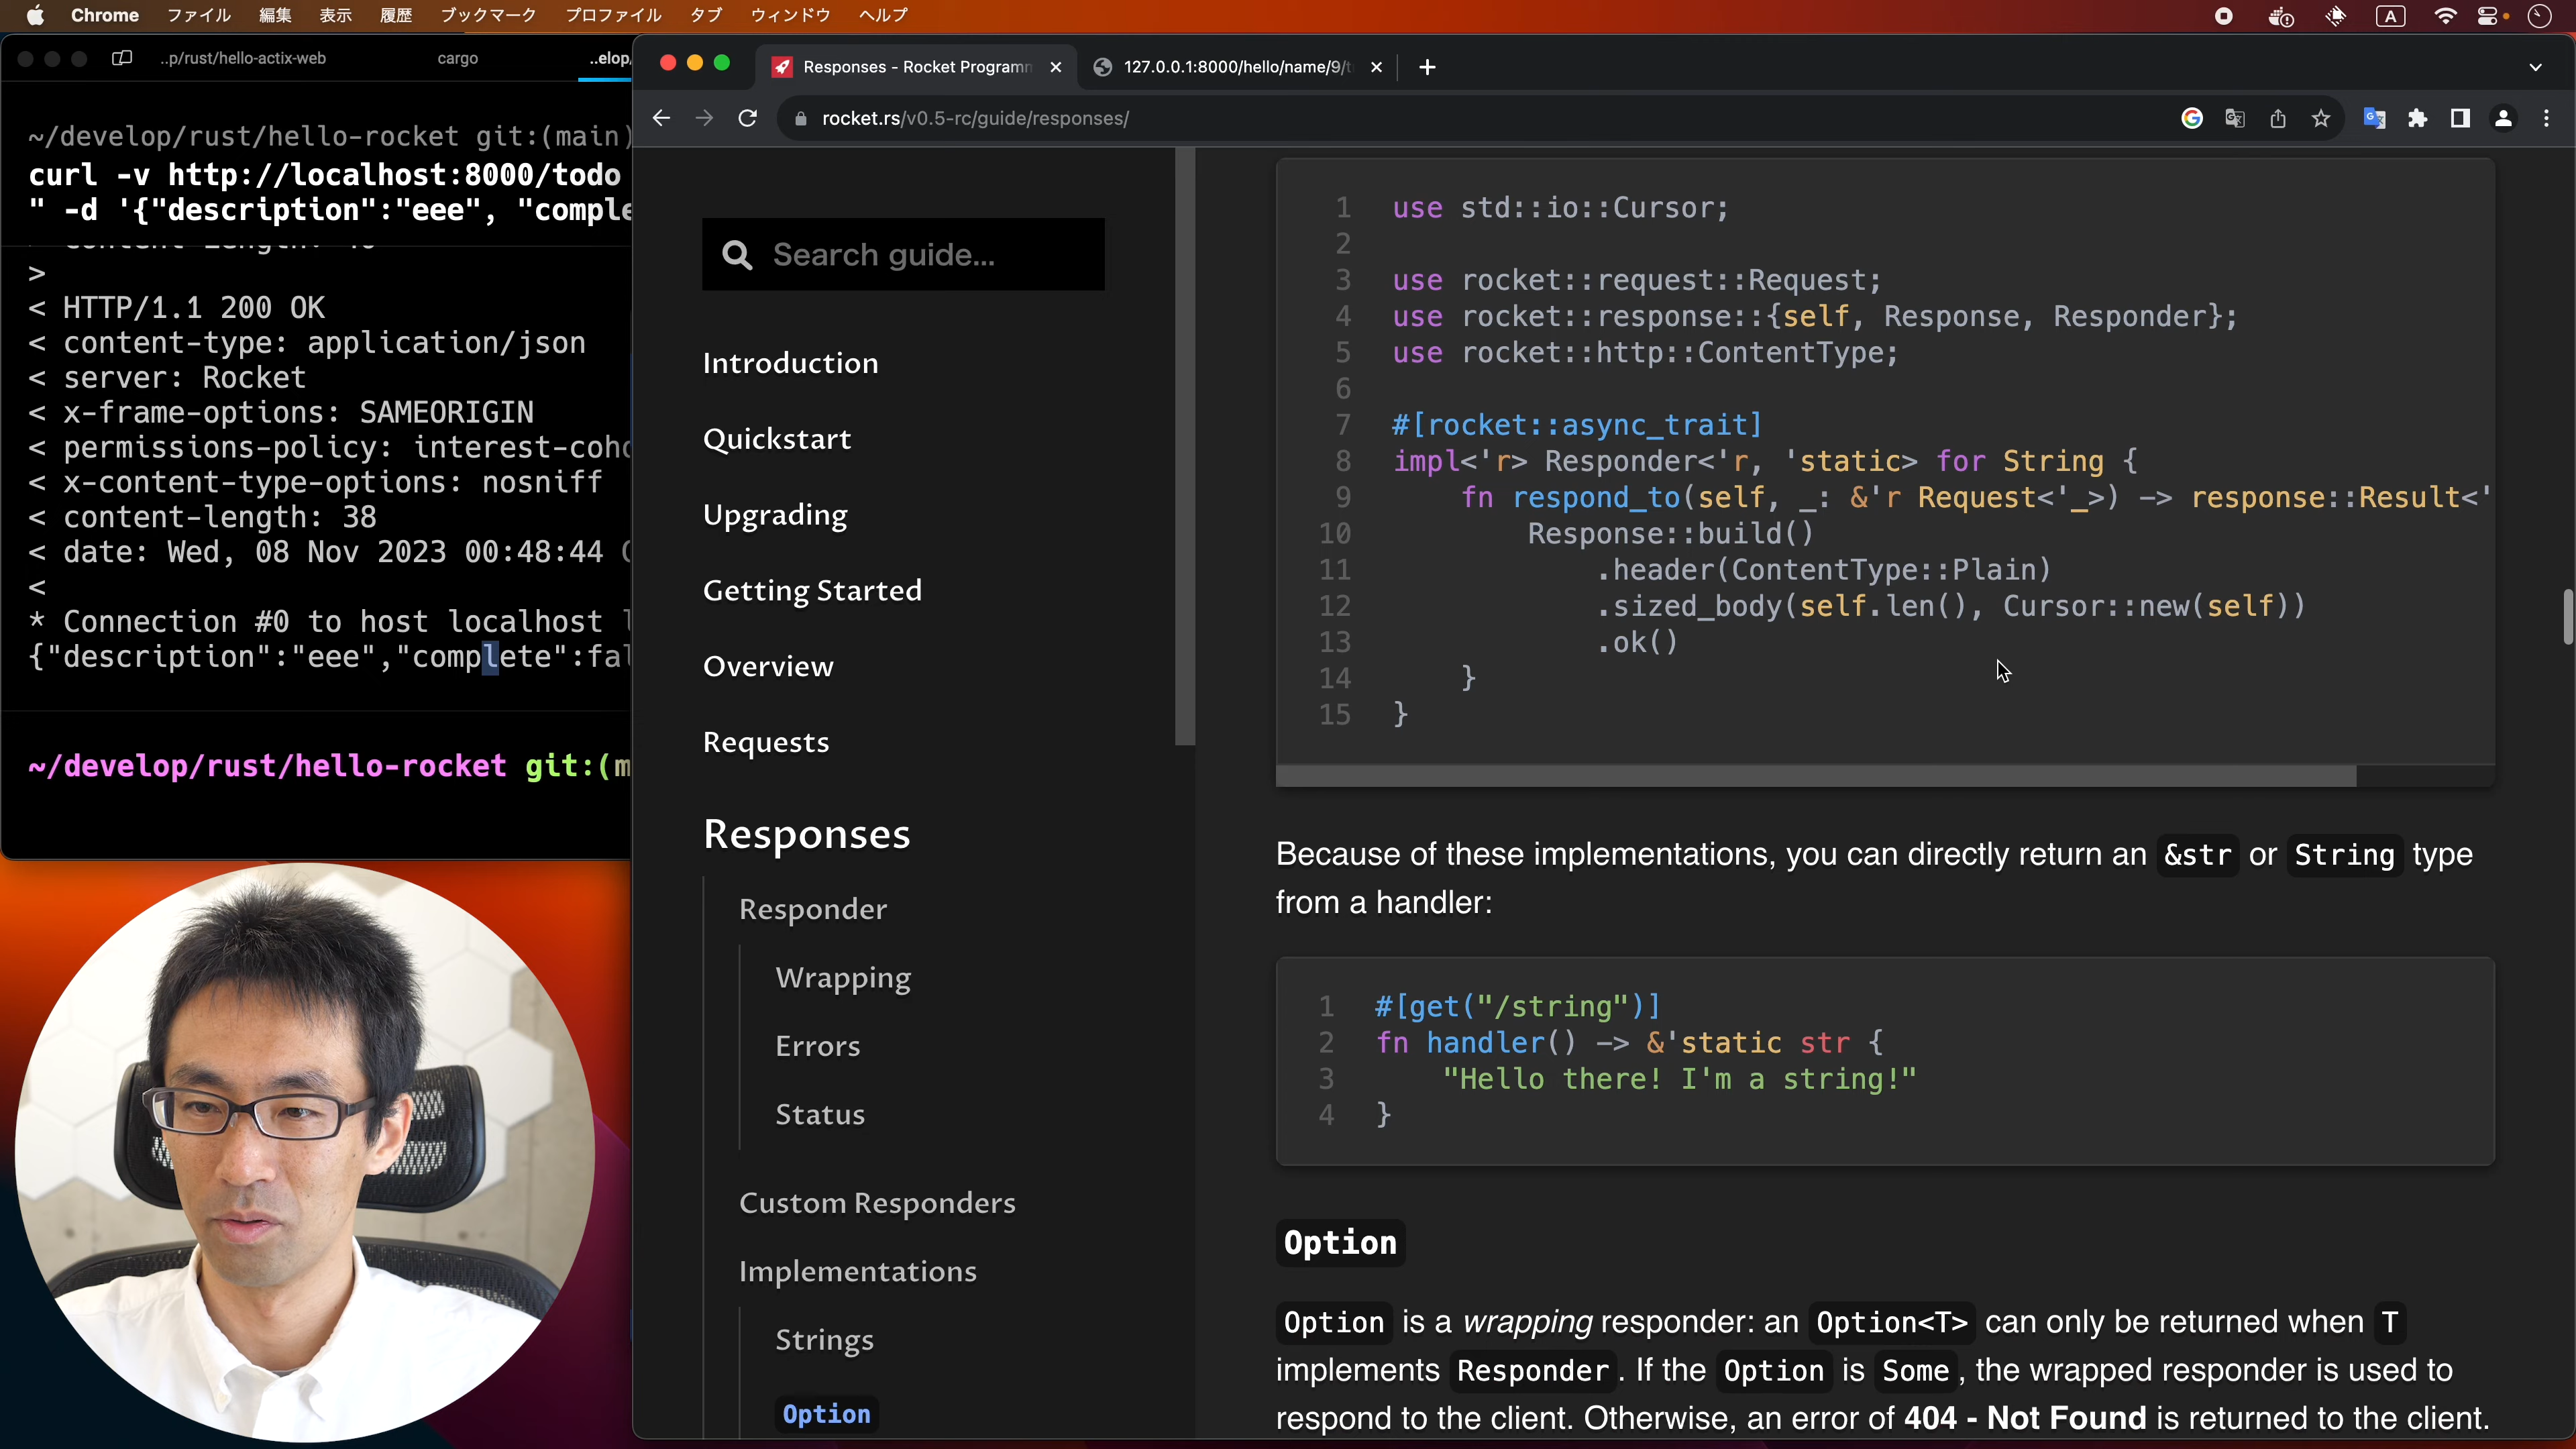 Chrome ファイル 編集 表示 履歴 ブックマーク プロファイル タブ ウィンドウ ヘルプ A
..p/rust/hello-actix-web cargo ..elop/
~/develop/rust/hello-rocket git:(main)
curl -v http://localhost:8000/todo
" -d '{"description":"eee", "comple
>
< HTTP/1.1 200 OK
< content-type: application/json
< server: Rocket
< x-frame-options: SAMEORIGIN
< permissions-policy: interest-coho
< x-content-type-options: nosniff
< content-length: 38
< date: Wed, 08 Nov 2023 00:48:44
<
* Connection #0 to host localhost l
{"description":"eee","complete":fal
~/develop/rust/hello-rocket git:(m
Responses - Rocket Programm
127.0.0.1:8000/hello/name/9/t
rocket.rs/v0.5-rc/guide/responses/
Search guide...
Introduction
Quickstart
Upgrading
Getting Started
Overview
Requests
Responses
Responder
Wrapping
Errors
Status
Custom Responders
Implementations
Strings
Option
1 use std::io::Cursor;
2
3 use rocket::request::Request;
4 use rocket::response::{self, Response, Responder};
5 use rocket::http::ContentType;
6
7 #[rocket::async_trait]
8 impl<'r> Responder<'r, 'static> for String {
9 fn respond_to(self, _: &'r Request<'_>) -> response::Result<'
10 Response::build()
11 .header(ContentType::Plain)
12 .sized_body(self.len(), Cursor::new(self))
13 .ok()
14 }
15 }
Because of these implementations, you can directly return an &str or String type
from a handler:
1 #[get("/string")]
2 fn handler() -> &'static str {
3 "Hello there! I'm a string!"
4 }
Option
Option is a wrapping responder: an Option<T> can only be returned when T
implements Responder. If the Option is Some, the wrapped responder is used to
respond to the client. Otherwise, an error of 404 - Not Found is returned to the client.